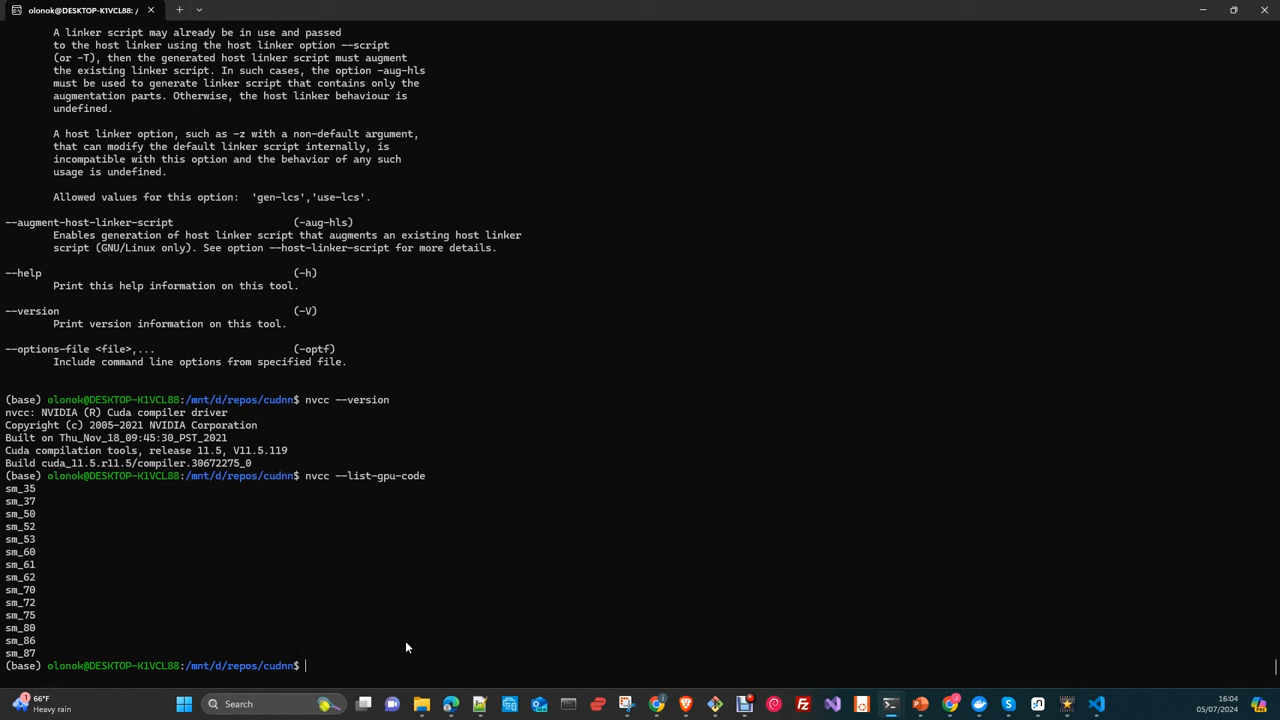 olonok@DESKTOP-K1VCL88: /
A linker script may already be in use and passed
to the host linker using the host linker option --script
(or -T), then the generated host linker script must augment
the existing linker script. In such cases, the option -aug-hls
must be used to generate linker script that contains only the
augmentation parts. Otherwise, the host linker behaviour is
undefined.
A host linker option, such as -z with a non-default argument,
that can modify the default linker script internally, is
incompatible with this option and the behavior of any such
usage is undefined.
Allowed values for this option:  'gen-lcs','use-lcs'.
--augment-host-linker-script (-aug-hls)
Enables generation of host linker script that augments an existing host linker
script (GNU/Linux only). See option --host-linker-script for more details.
--help (-h)
Print this help information on this tool.
--version (-V)
Print version information on this tool.
--options-file <file>,... (-optf)
Include command line options from specified file.
(base) olonok@DESKTOP-K1VCL88:/mnt/d/repos/cudnn$ nvcc --version
nvcc: NVIDIA (R) Cuda compiler driver
Copyright (c) 2005-2021 NVIDIA Corporation
Built on Thu_Nov_18_09:45:30_PST_2021
Cuda compilation tools, release 11.5, V11.5.119
Build cuda_11.5.r11.5/compiler.30672275_0
(base) olonok@DESKTOP-K1VCL88:/mnt/d/repos/cudnn$ nvcc --list-gpu-code
sm_35
sm_37
sm_50
sm_52
sm_53
sm_60
sm_61
sm_62
sm_70
sm_72
sm_75
sm_80
sm_86
sm_87
(base) olonok@DESKTOP-K1VCL88:/mnt/d/repos/cudnn$
66°F
Heavy rain
Search
16:04
05/07/2024